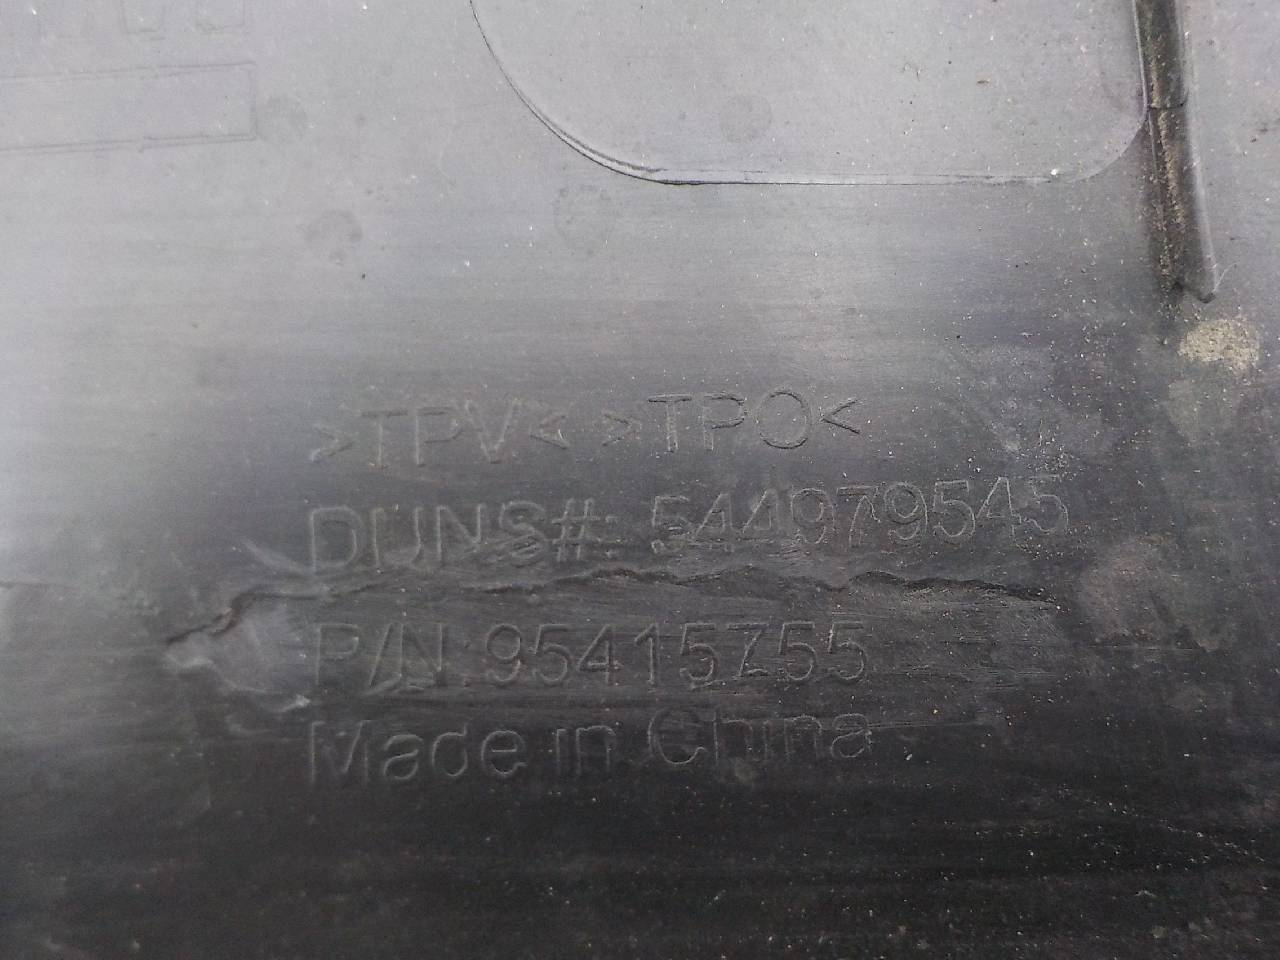 >TPV< >TPO<
DUNS#: 544979545
P/N:95415755
Made in China